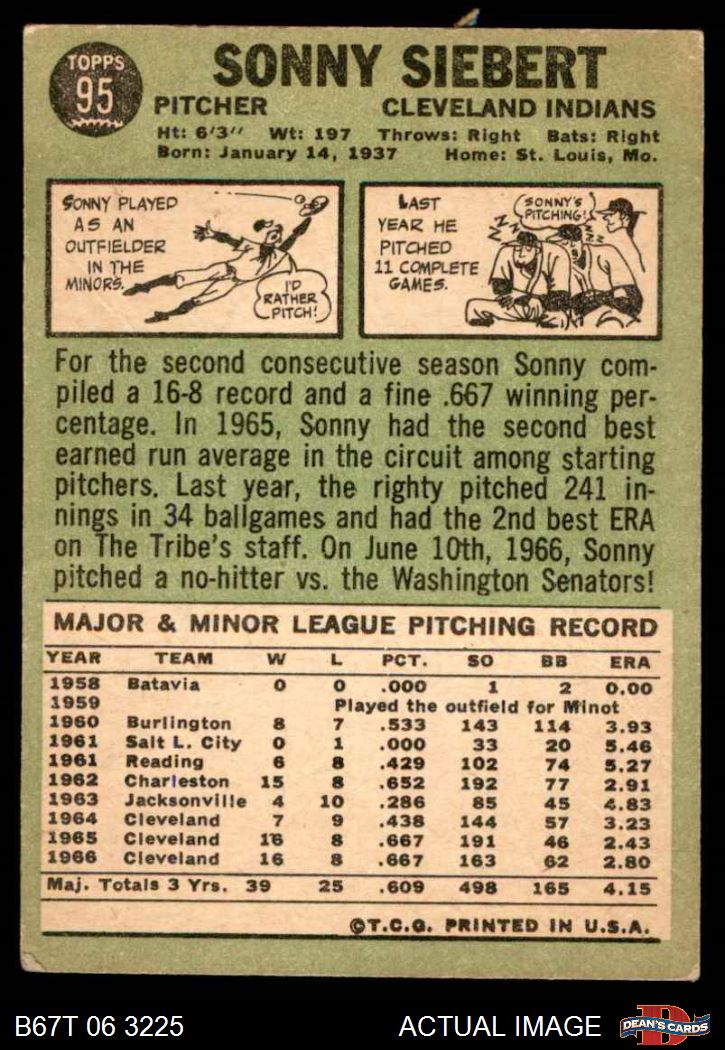 TOPPS
95
SONNY SIEBERT
PITCHER CLEVELAND INDIANS
Ht: 6'3" Wt: 197 Throws: Right Bats: Right
Born: January 14, 1937 Home: St. Louis, Mo.
SONNY PLAYED
AS AN
OUTFIELDER
IN THE
MINORS.
I'D
RATHER
PITCH!
LAST
YEAR HE
PITCHED
11 COMPLETE
GAMES.
SONNY'S
PITCHING!
Z Z Z
Z Z Z
For the second consecutive season Sonny com-
piled a 16-8 record and a fine .667 winning per-
centage. In 1965, Sonny had the second best
earned run average in the circuit among starting
pitchers. Last year, the righty pitched 241 in-
nings in 34 ballgames and had the 2nd best ERA
on The Tribe's staff. On June 10th, 1966, Sonny
pitched a no-hitter vs. the Washington Senators!
MAJOR & MINOR LEAGUE PITCHING RECORD
YEAR TEAM W L PCT. SO BB ERA
1958 Batavia 0 0 .000 1 2 0.00
1959 Played the outfield for Minot
1960 Burlington 8 7 .533 143 114 3.93
1961 Salt L. City 0 1 .000 33 20 5.46
1961 Reading 6 8 .429 102 74 5.27
1962 Charleston 15 8 .652 192 77 2.91
1963 Jacksonville 4 10 .286 85 45 4.83
1964 Cleveland 7 9 .438 144 57 3.23
1965 Cleveland 16 8 .667 191 46 2.43
1966 Cleveland 16 8 .667 163 62 2.80
Maj. Totals 3 Yrs. 39 25 .609 498 165 4.15
©T.C.G. PRINTED IN U.S.A.
B67T 06 3225 ACTUAL IMAGE
D
DEAN'S CARDS